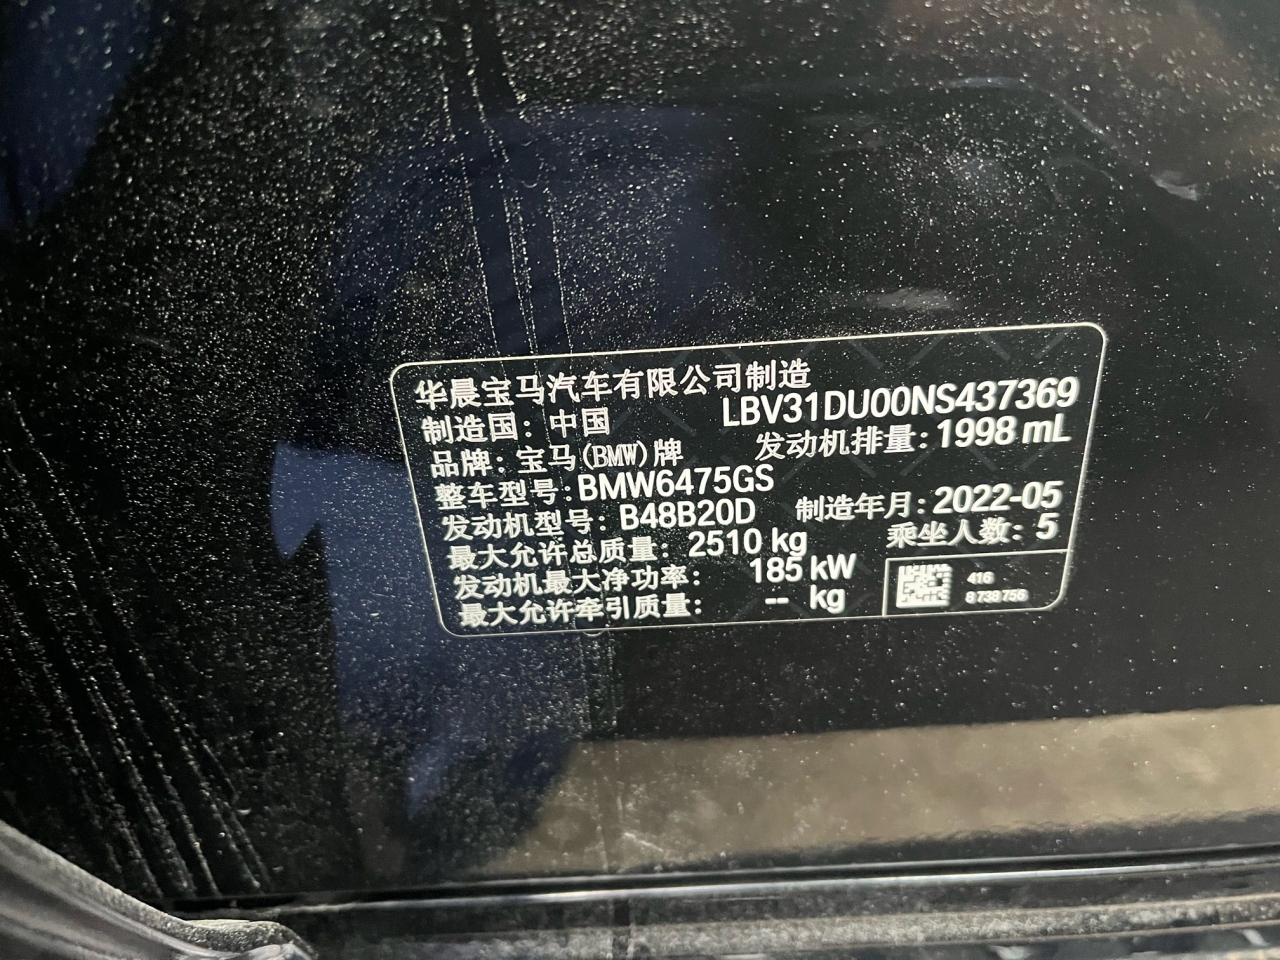 华晨宝马汽车有限公司制造
制造国：中国 LBV31DU00NS437369
品牌：宝马(BMW)牌 发动机排量：1998 mL
整车型号：BMW6475GS
发动机型号：B48B20D 制造年月：2022-05
最大允许总质量：2510 kg 乘坐人数：5
发动机最大净功率： 185 kW
最大允许牵引质量： -- kg
416
8 738 756